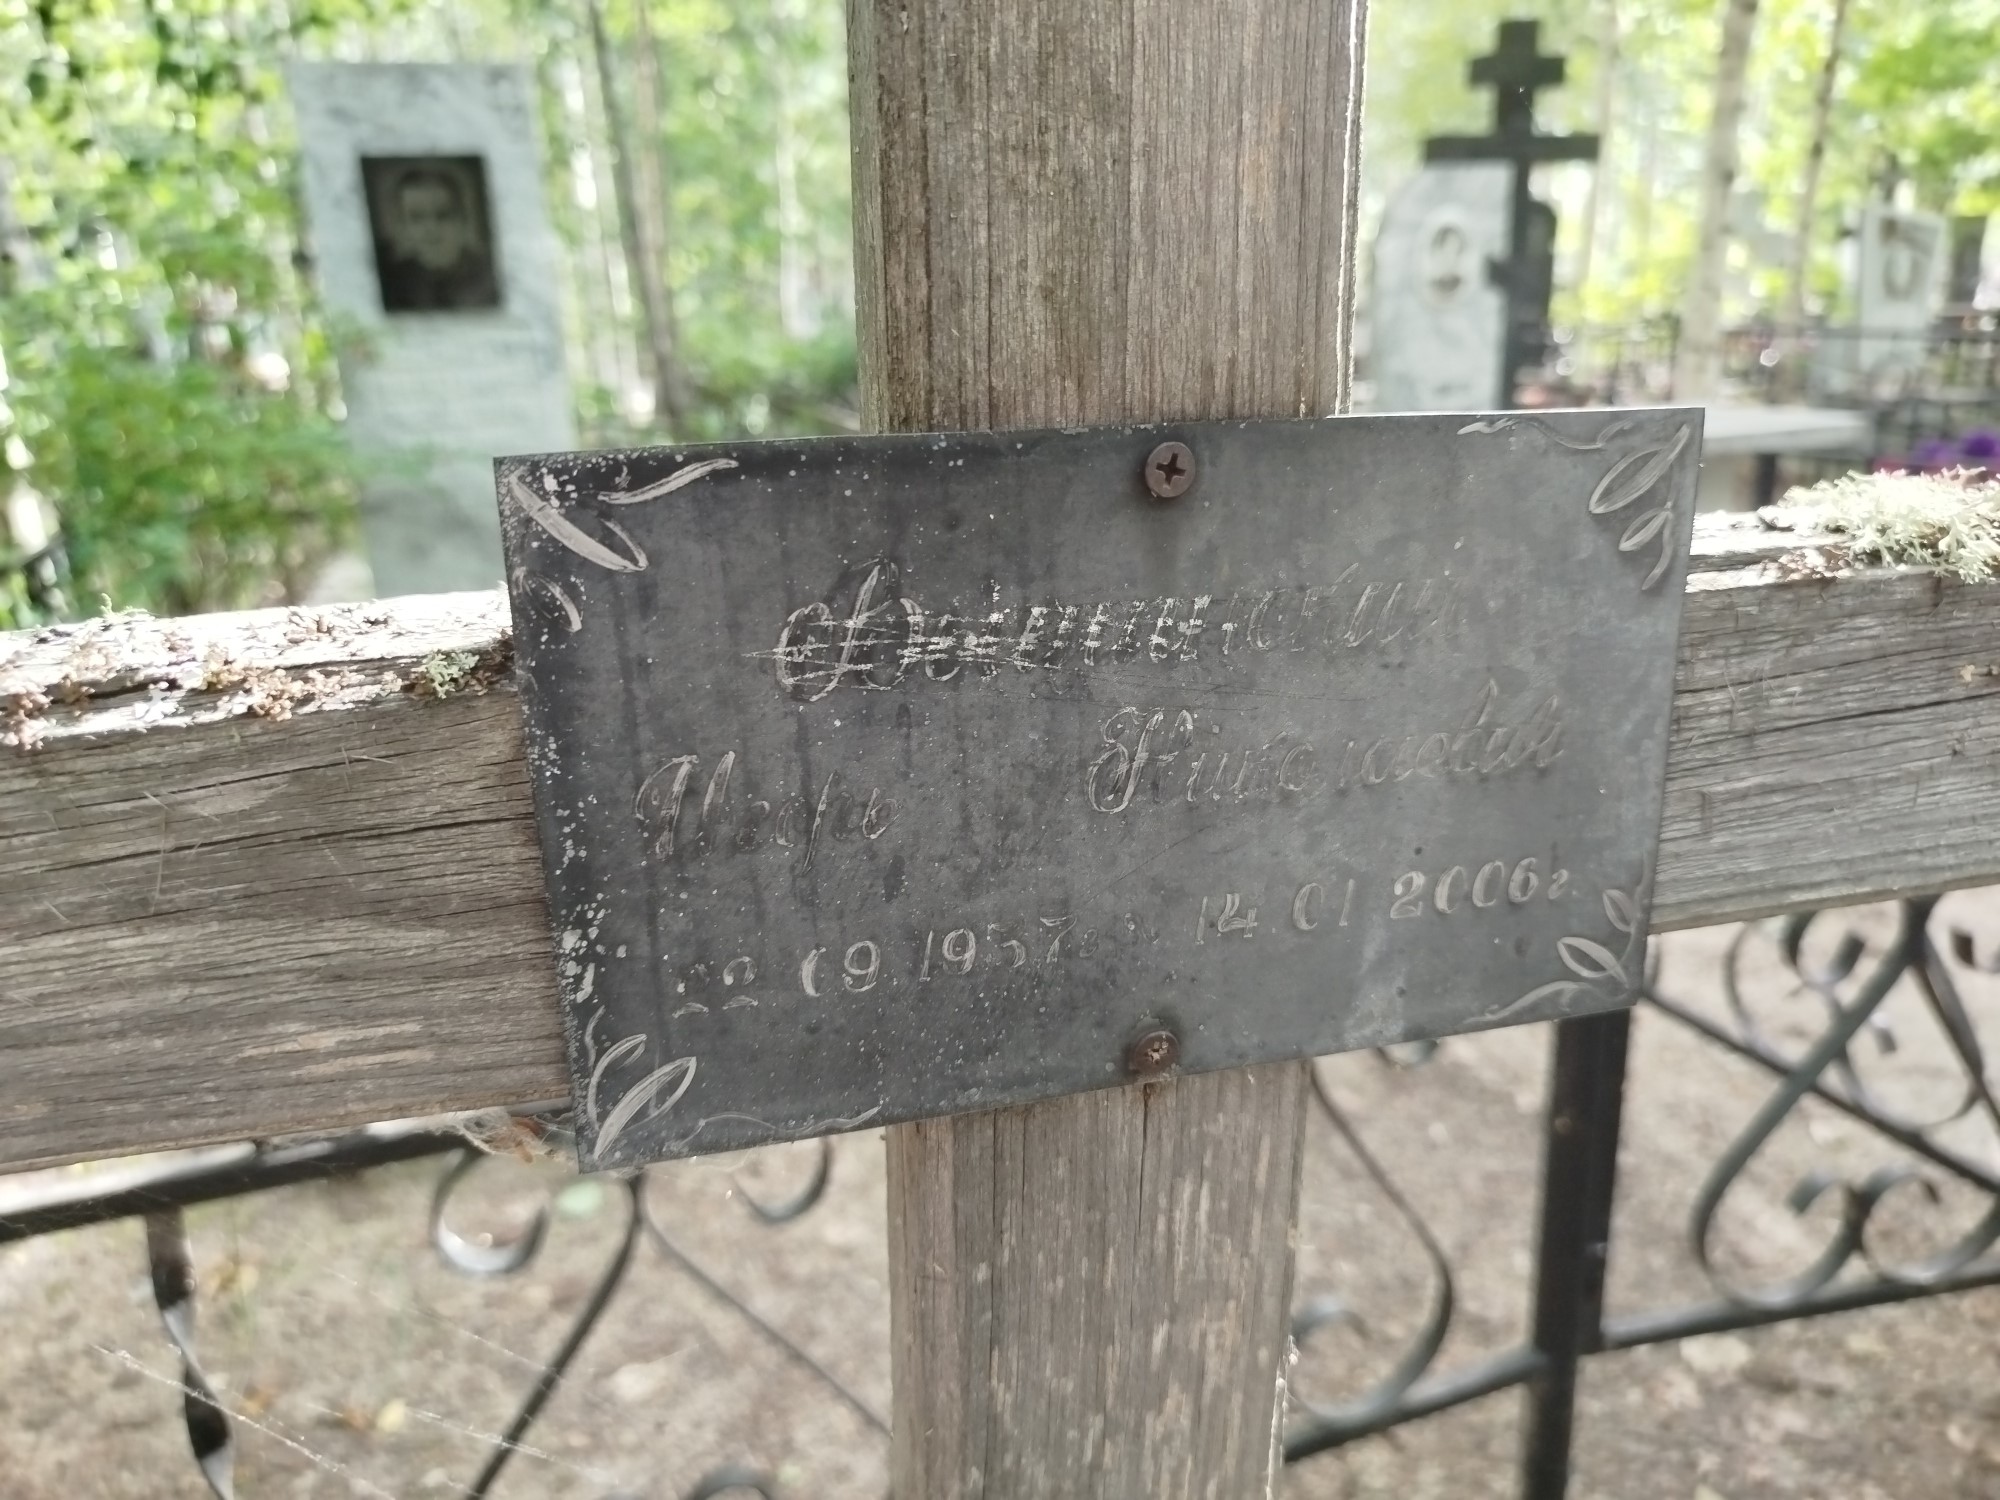 Игорь Николаевич
22.09.1957г. 14.01 2006г